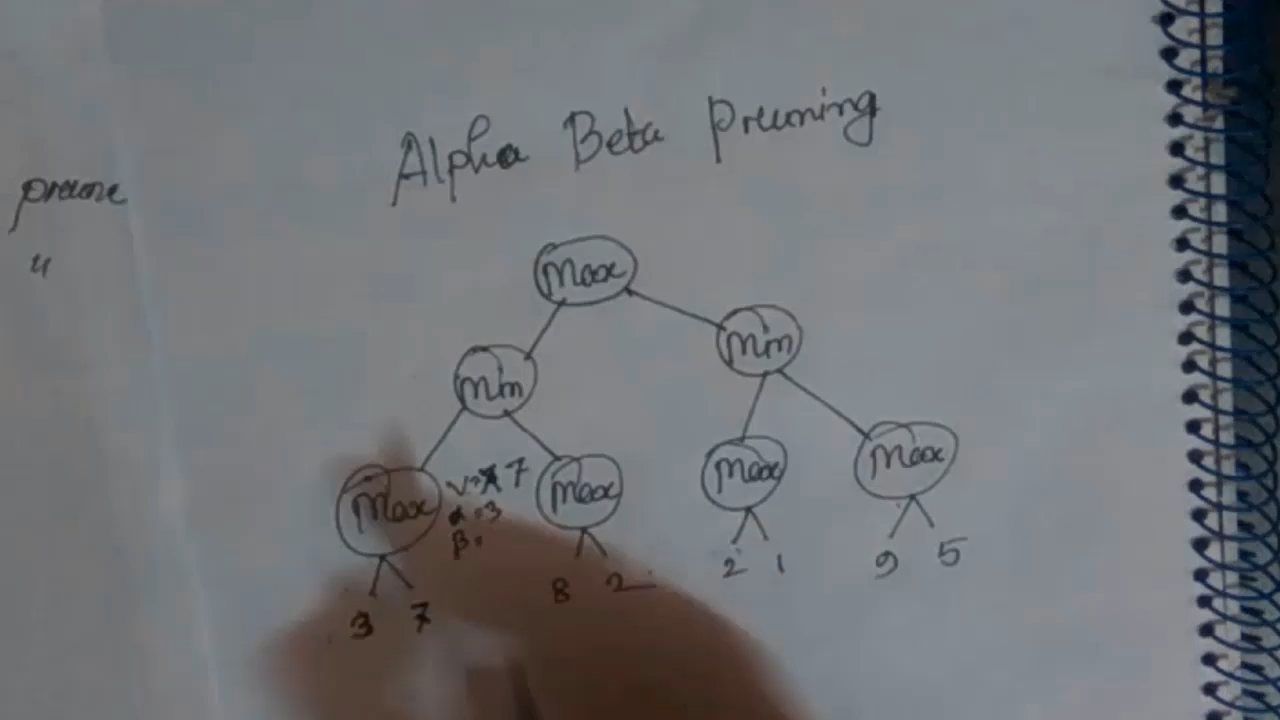 Alpha Beta Pruning
prune
Max
Min
Min
Max
Max
Max
Max
7
α=3
β=
3 7
8 2
2 1
9 5